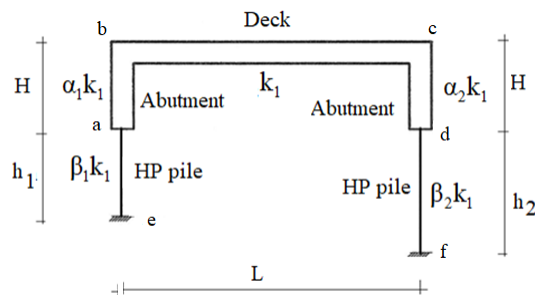 Deck
b
c
H
α₁k₁
k₁
α₂k₁
H
Abutment
Abutment
a
d
h₁
β₁k₁
HP pile
HP pile
β₂k₁
h₂
e
f
L